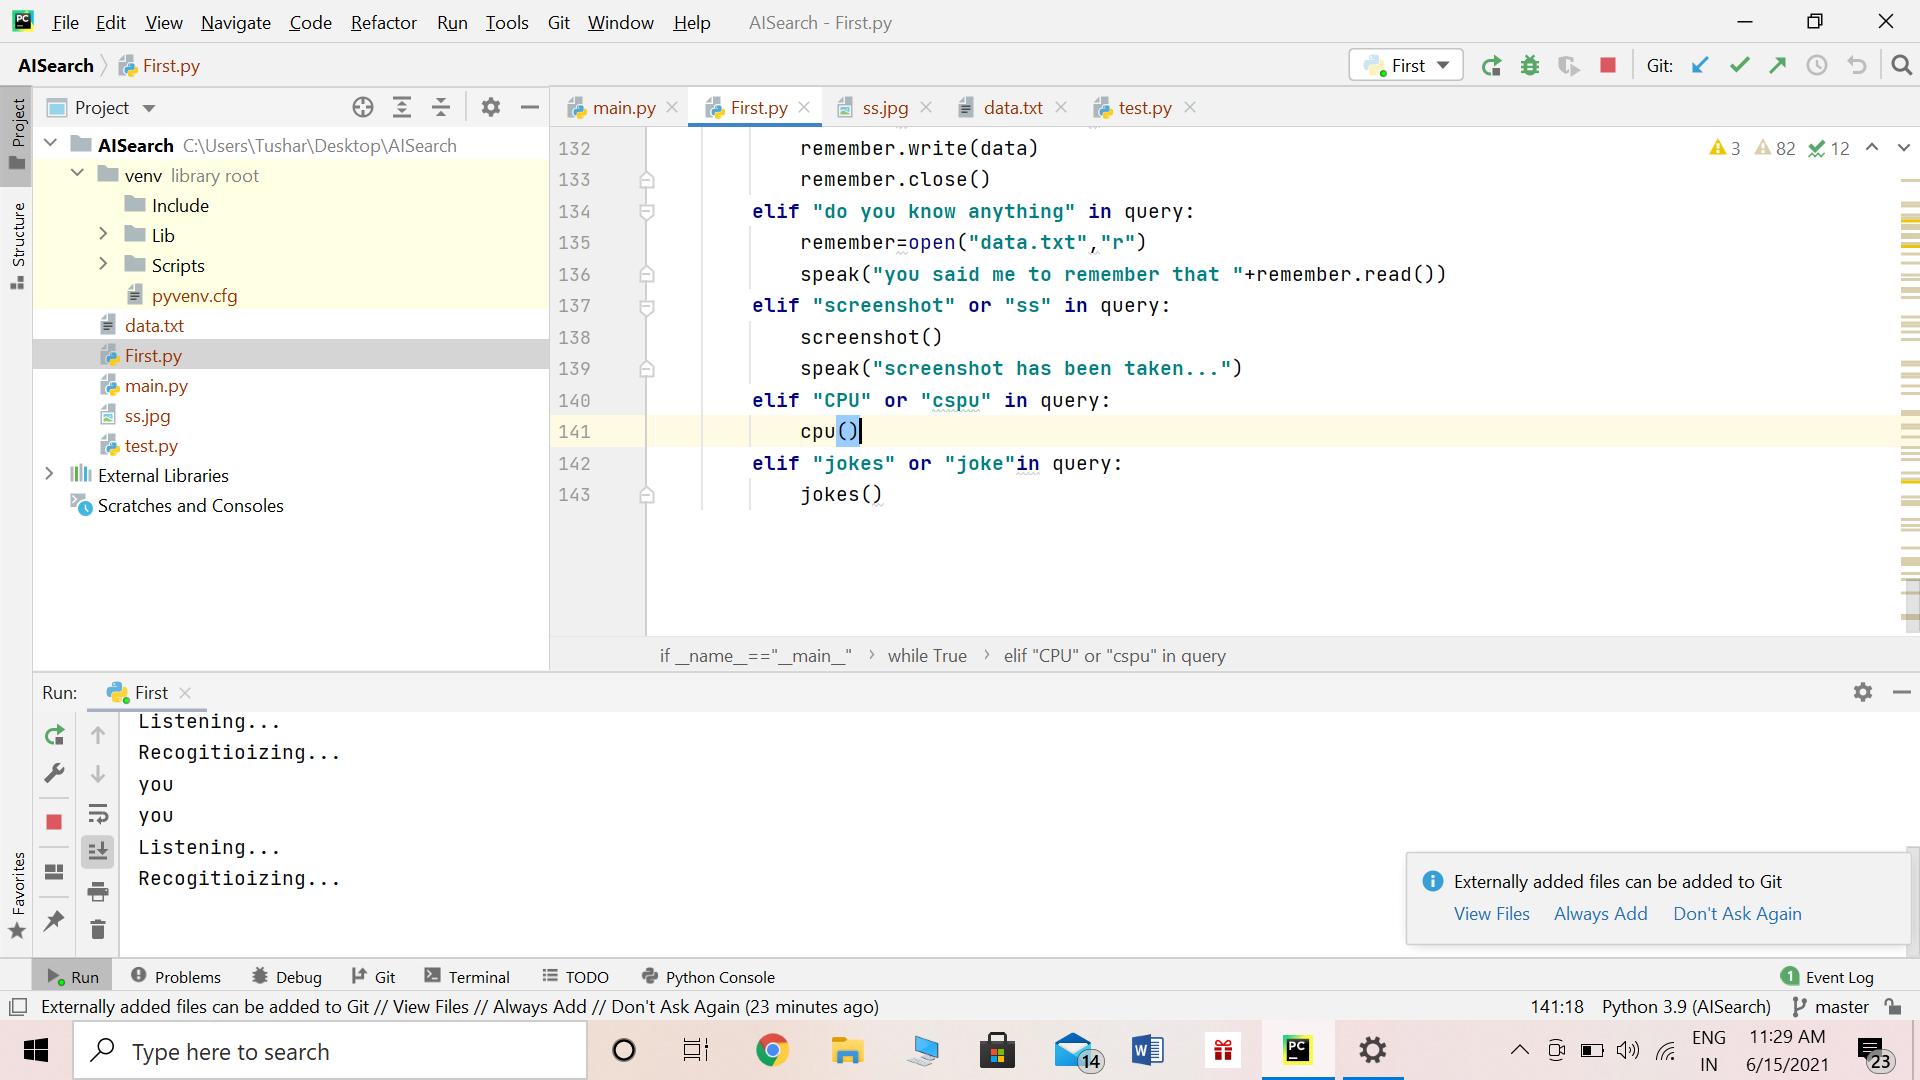 File Edit View Navigate Code Refactor Run Tools Git Window Help AISearch - First.py
AISearch First.py First Git:
Project
main.py First.py ss.jpg data.txt test.py
Project
Structure
Favorites
AISearch C:\Users\Tushar\Desktop\AISearch
venv library root
Include
Lib
Scripts
pyvenv.cfg
data.txt
First.py
main.py
ss.jpg
test.py
External Libraries
Scratches and Consoles
3 82 12
132 remember.write(data)
133 remember.close()
134 elif "do you know anything" in query:
135 remember=open("data.txt","r")
136 speak("you said me to remember that "+remember.read())
137 elif "screenshot" or "ss" in query:
138 screenshot()
139 speak("screenshot has been taken...")
140 elif "CPU" or "cspu" in query:
141 cpu()
142 elif "jokes" or "joke"in query:
143 jokes()
if __name__=="__main__" › while True › elif "CPU" or "cspu" in query
Run: First
Listening...
Recogitioizing...
you
you
Listening...
Recogitioizing...
Externally added files can be added to Git
View Files Always Add Don't Ask Again
Run Problems Debug Git Terminal TODO Python Console 1 Event Log
Externally added files can be added to Git // View Files // Always Add // Don't Ask Again (23 minutes ago) 141:18 Python 3.9 (AISearch) master
Type here to search 14 W PC ENG 11:29 AM
IN 6/15/2021 23